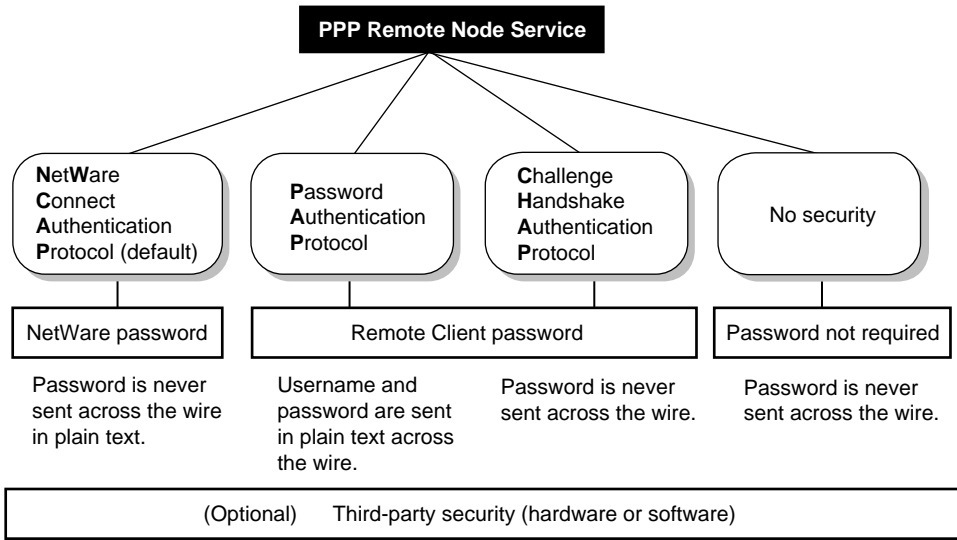 PPP Remote Node Service
NetWare
Connect
Authentication
Protocol (default)
Password
Authentication
Protocol
Challenge
Handshake
Authentication
Protocol
No security
NetWare password
Remote Client password
Password not required
Password is never
sent across the wire
in plain text.
Username and
password are sent
in plain text across
the wire.
Password is never
sent across the wire.
Password is never
sent across the wire.
(Optional) Third-party security (hardware or software)